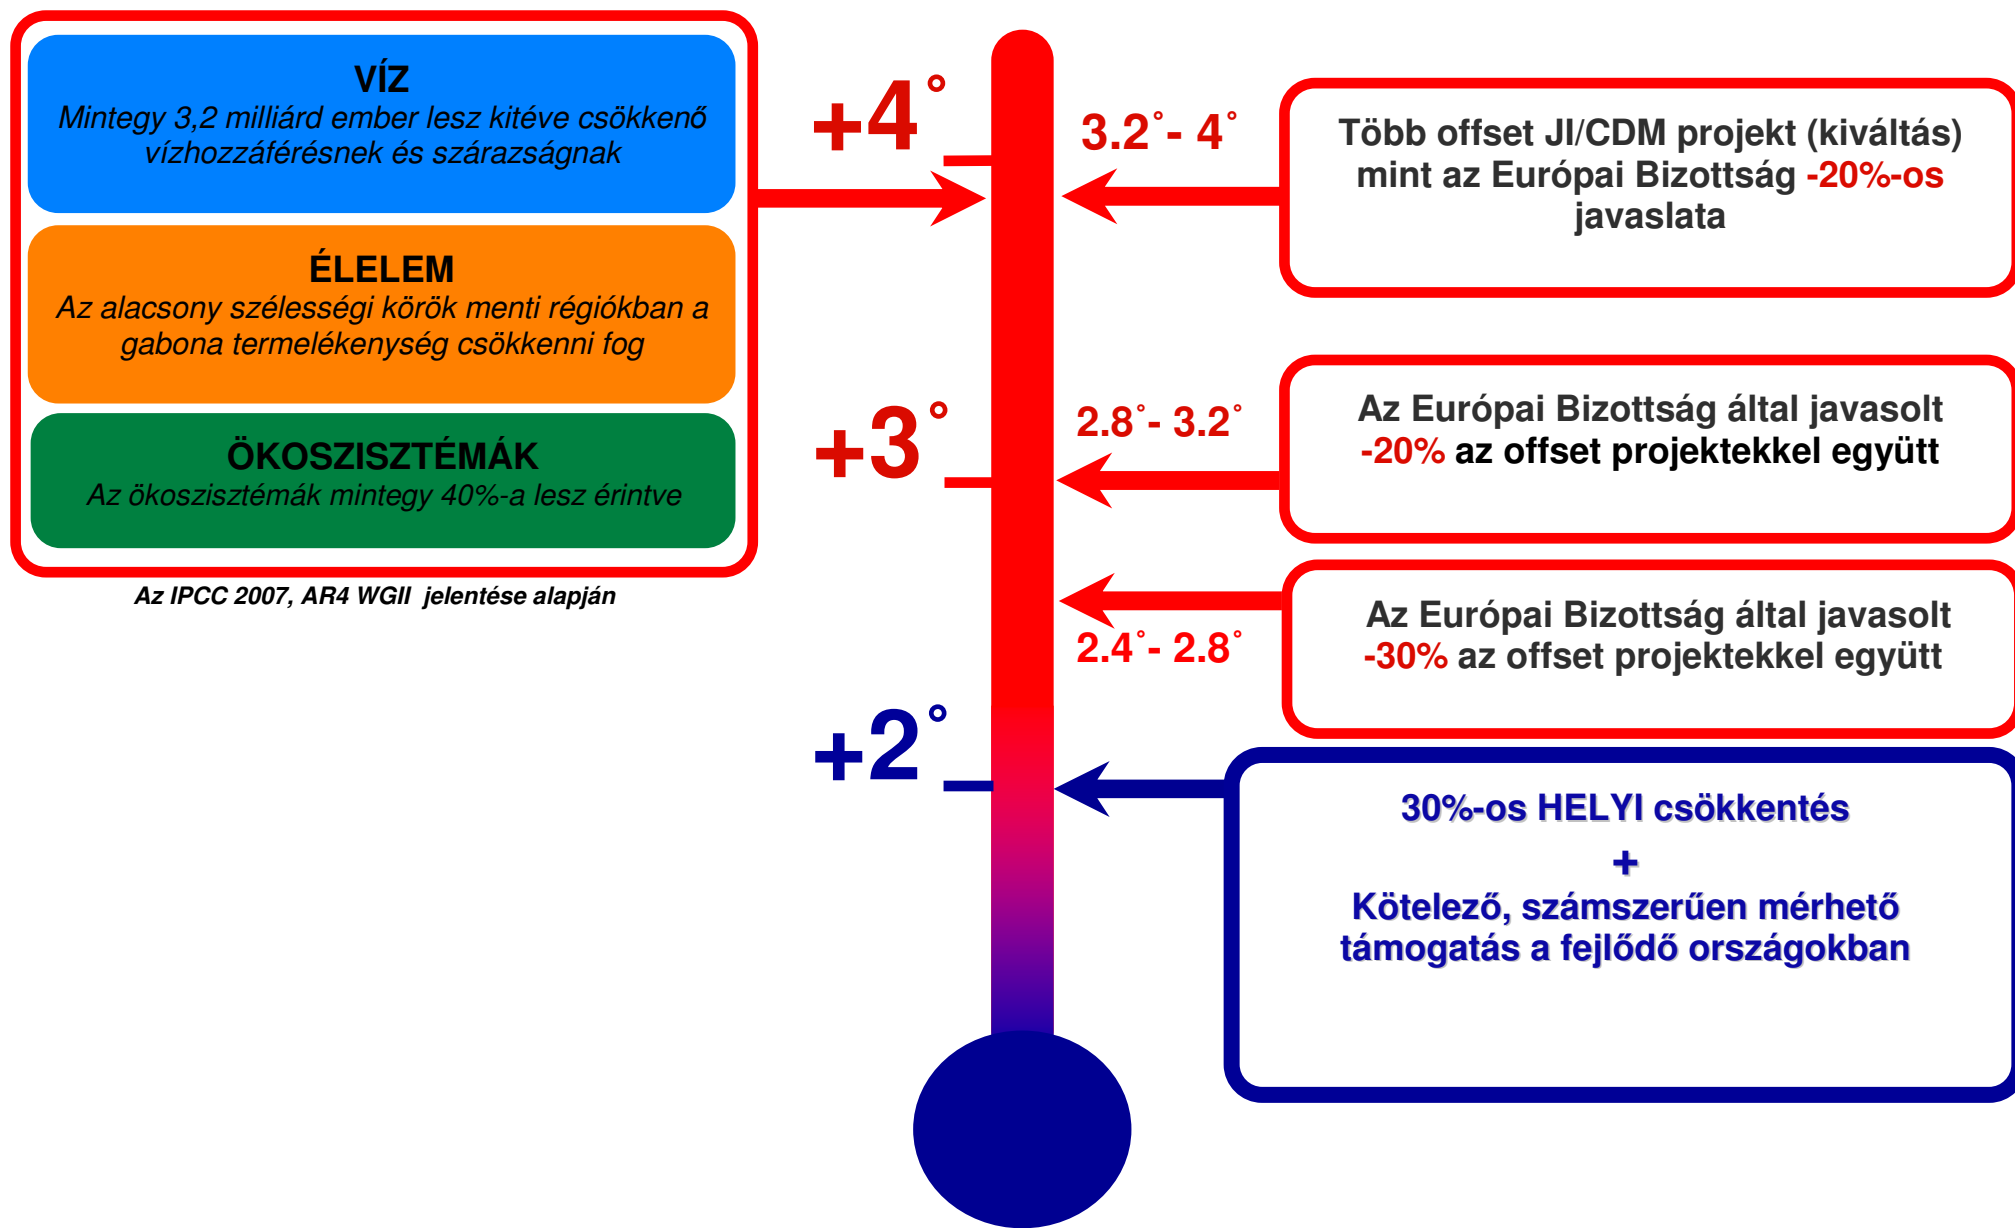 VÍZ
Mintegy 3,2 milliárd ember lesz kitéve csökkenő
vízhozzáférésnek és szárazságnak
ÉLELEM
Az alacsony szélességi körök menti régiókban a
gabona termelékenység csökkenni fog
ÖKOSZISZTÉMÁK
Az ökoszisztémák mintegy 40%-a lesz érintve
Az IPCC 2007, AR4 WGII jelentése alapján
+4°
+3°
+2°
3.2°- 4°
Több offset JI/CDM projekt (kiváltás)
mint az Európai Bizottság -20%-os
javaslata
2.8°- 3.2°
Az Európai Bizottság által javasolt
-20% az offset projektekkel együtt
2.4°- 2.8°
Az Európai Bizottság által javasolt
-30% az offset projektekkel együtt
30%-os HELYI csökkentés
+
Kötelező, számszerűen mérhető
támogatás a fejlődő országokban